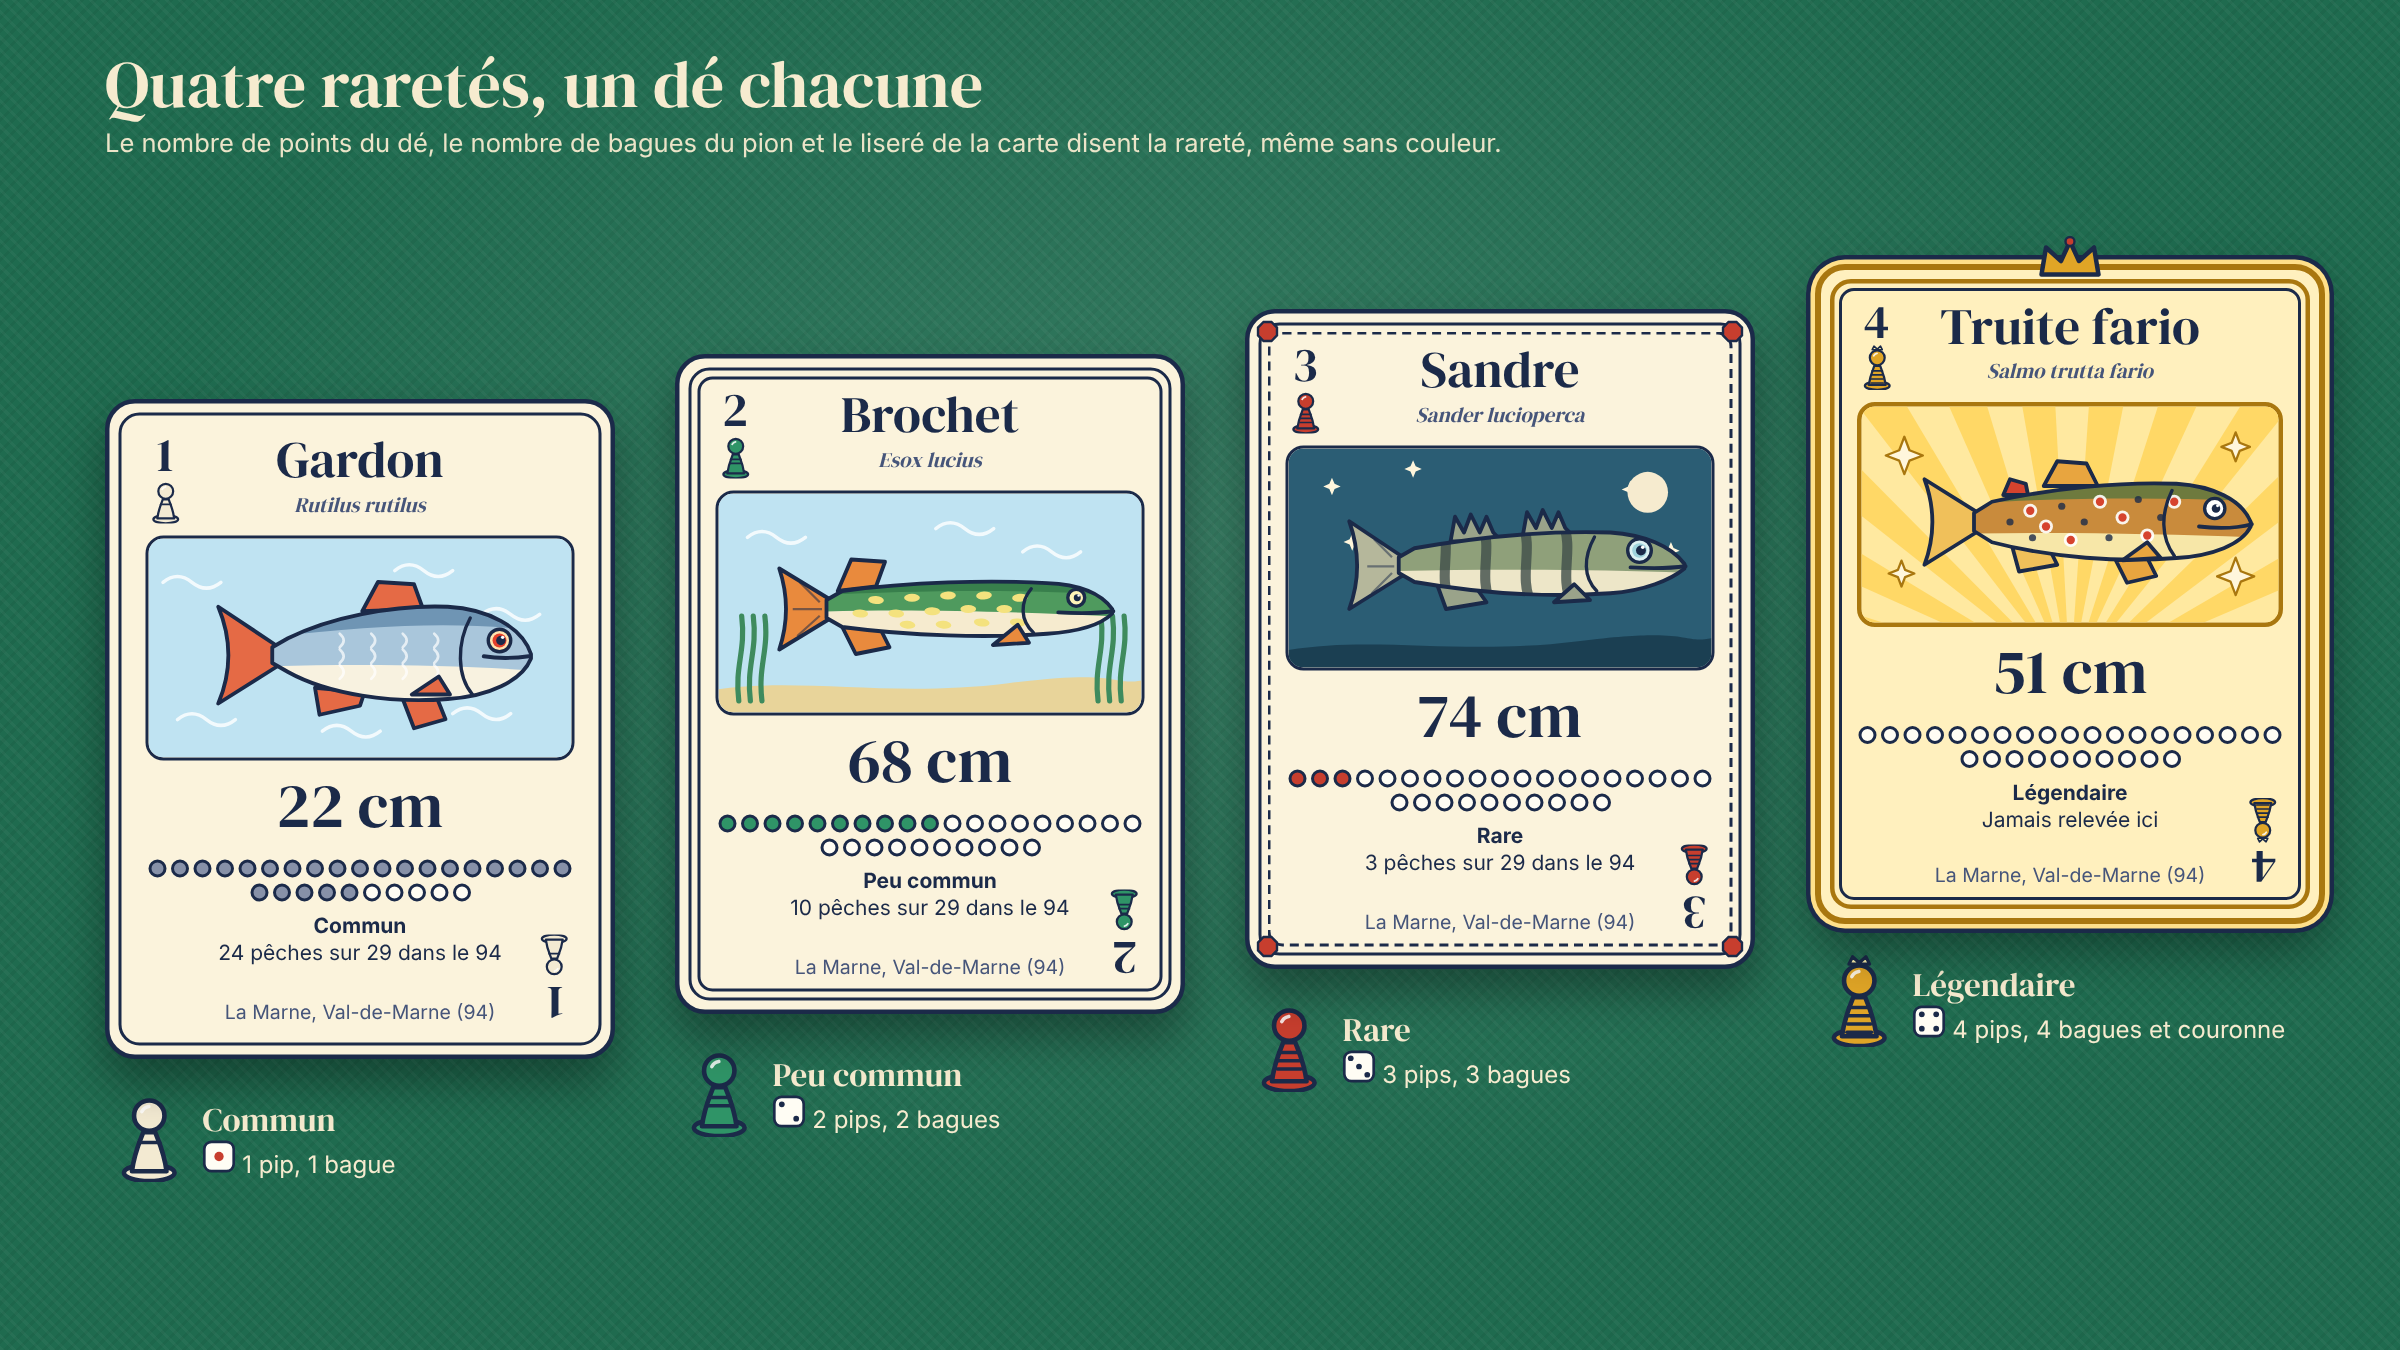 Quatre raretés, un dé chacune
Le nombre de points du dé, le nombre de bagues du pion et le liseré de la carte disent la rareté, même sans couleur.
1
Gardon
Rutilus rutilus
22 cm
Commun
24 pêches sur 29 dans le 94
La Marne, Val-de-Marne (94)
1
Commun
1 pip, 1 bague
2
Brochet
Esox lucius
68 cm
Peu commun
10 pêches sur 29 dans le 94
La Marne, Val-de-Marne (94)
2
Peu commun
2 pips, 2 bagues
3
Sandre
Sander lucioperca
74 cm
Rare
3 pêches sur 29 dans le 94
La Marne, Val-de-Marne (94)
3
Rare
3 pips, 3 bagues
4
Truite fario
Salmo trutta fario
51 cm
Légendaire
Jamais relevée ici
La Marne, Val-de-Marne (94)
4
Légendaire
4 pips, 4 bagues et couronne